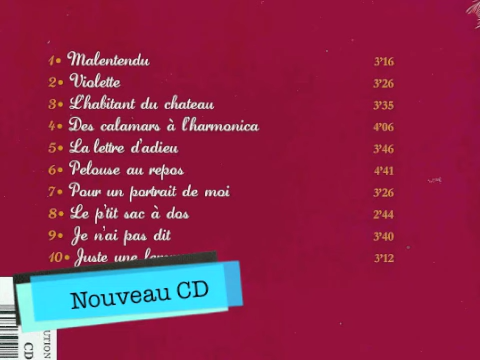 1• Malentendu 3'16
2• Violette 3'26
3• L'habitant du chateau 3'35
4• Des calamars à l'harmonica 4'06
5• La lettre d'adieu 3'46
6• Pelouse au repos 4'41
7• Pour un portrait de moi 3'26
8• Le p'tit sac à dos 2'44
9• Je n'ai pas dit 3'40
10• Juste une 3'12
Nouveau CD
CD